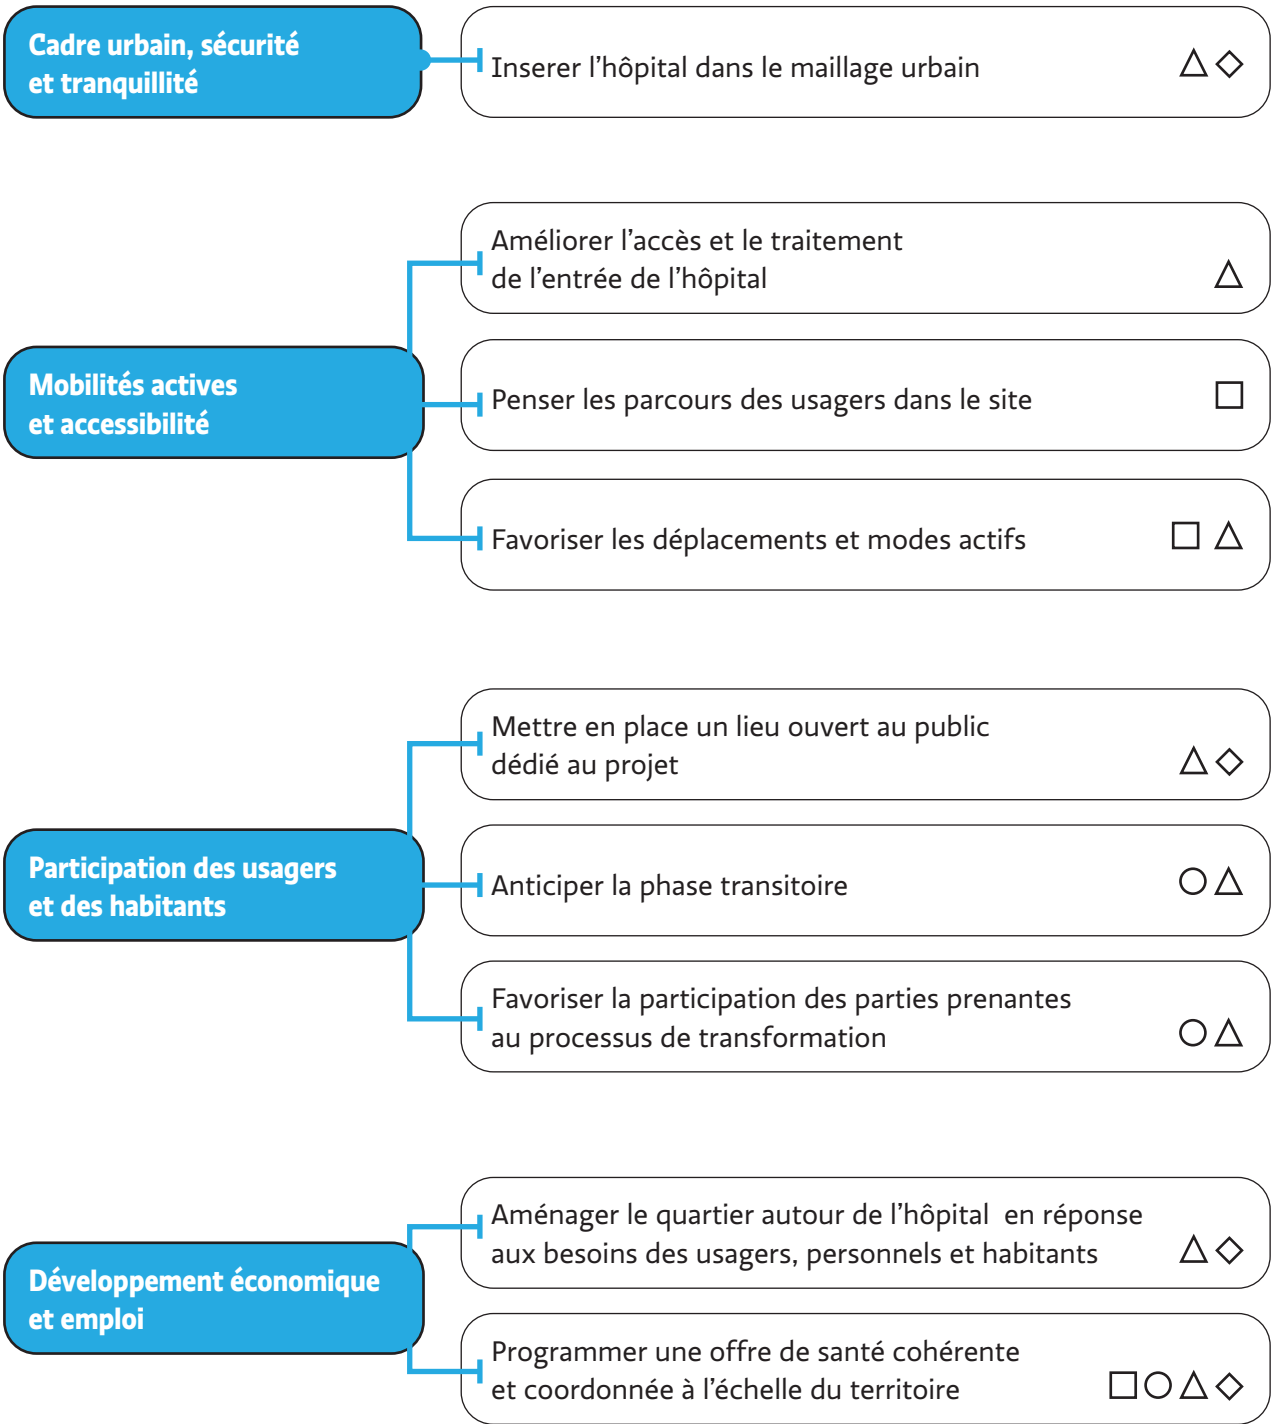 Cadre urbain, sécurité
et tranquillité
Inserer l’hôpital dans le maillage urbain
Améliorer l’accès et le traitement
de l’entrée de l’hôpital
Mobilités actives
et accessibilité
Penser les parcours des usagers dans le site
Favoriser les déplacements et modes actifs
Mettre en place un lieu ouvert au public
dédié au projet
Participation des usagers
et des habitants
Anticiper la phase transitoire
Favoriser la participation des parties prenantes
au processus de transformation
Aménager le quartier autour de l’hôpital  en réponse
aux besoins des usagers, personnels et habitants
Développement économique
et emploi
Programmer une offre de santé cohérente
et coordonnée à l’échelle du territoire